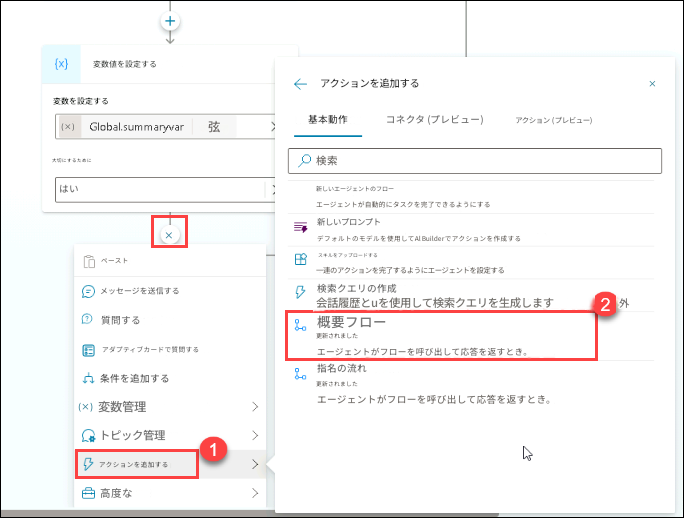 {x} 変数値を設定する
変数を設定する
(x) Global.summaryvar 弦
大切にするために
はい
ペースト
メッセージを送信する
質問する
アダプティブカードで質問する
条件を追加する
(x) 変数管理
トピック管理
1
アクションを追加する
高度な
アクションを追加する
基本動作 コネクタ (プレビュー) アクション (プレビュー)
検索
新しいエージェントのフロー
エージェントが自動的にタスクを完了できるようにする
新しいプロンプト
デフォルトのモデルを使用してAI Builderでアクションを作成する
スキルをアップロードする
一連のアクションを完了するようにエージェントを設定する
検索クエリの作成
会話履歴とuを使用して検索クエリを生成します 2 外
概要フロー
更新されました
エージェントがフローを呼び出して応答を返すとき。
指名の流れ
更新されました
エージェントがフローを呼び出して応答を返すとき。